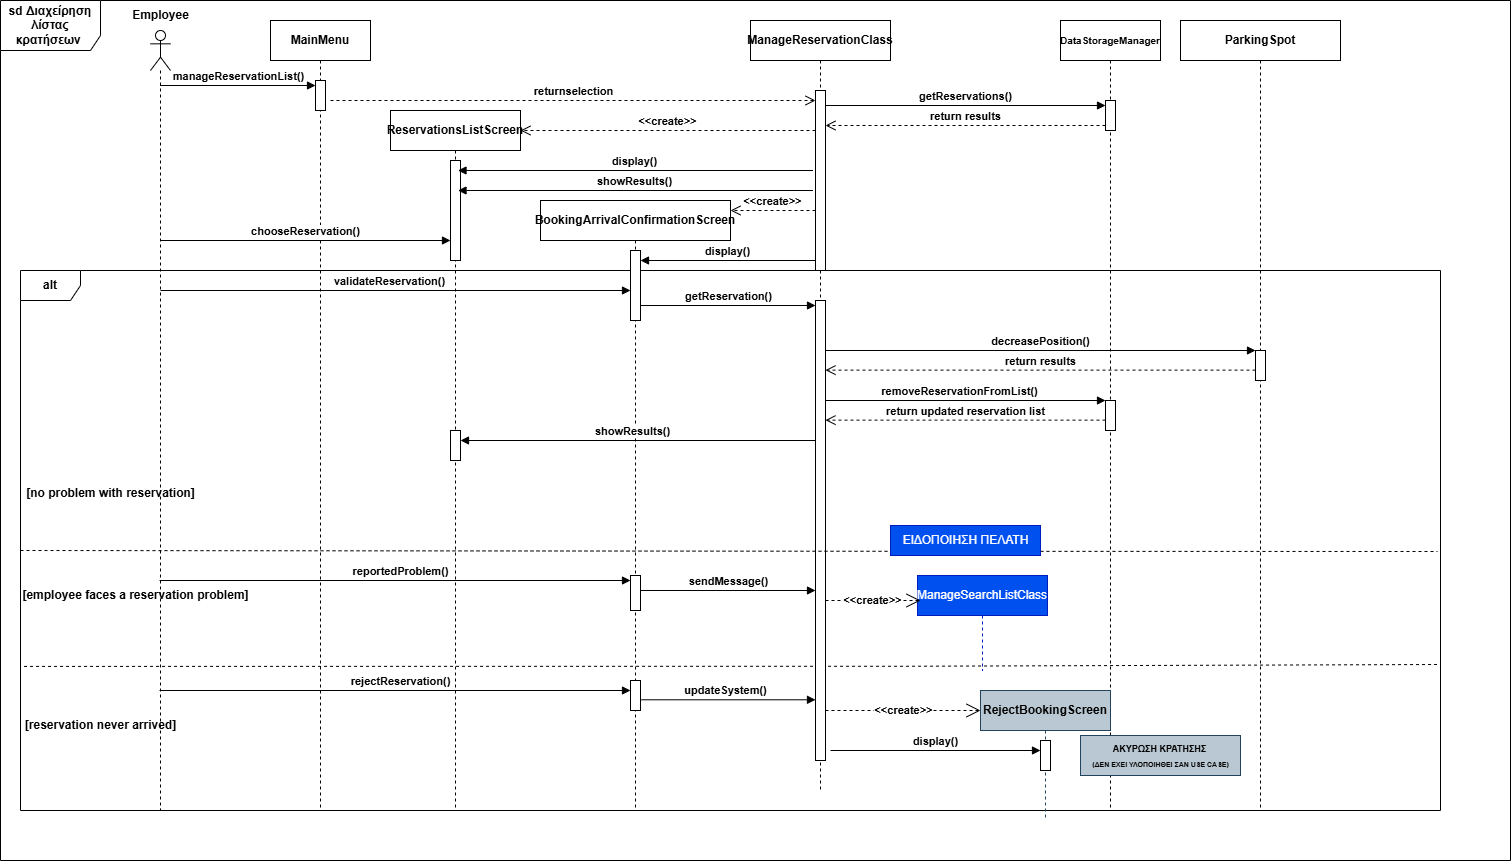 sd Διαχείρηση
λίστας
κρατήσεων
Employee
MainMenu
ManageReservationClass
DataStorageManager
ParkingSpot
manageReservationList()
returnselection
getReservations()
return results
<<create>>
ReservationsListScreen
display()
showResults()
<<create>>
BookingArrivalConfirmationScreen
chooseReservation()
display()
alt
validateReservation()
getReservation()
decreasePosition()
return results
removeReservationFromList()
return updated reservation list
showResults()
[no problem with reservation]
ΕΙΔΟΠΟΙΗΣΗ ΠΕΛΑΤΗ
reportedProblem()
sendMessage()
[employee faces a reservation problem]
<<create>>
ManageSearchListClass
rejectReservation()
updateSystem()
<<create>>
RejectBookingScreen
[reservation never arrived]
display()
ΑΚΥΡΩΣΗ ΚΡΑΤΗΣΗΣ
(ΔΕΝ ΕΧΕΙ ΥΛΟΠΟΙΗΘΕΙ ΣΑΝ USE CASE)